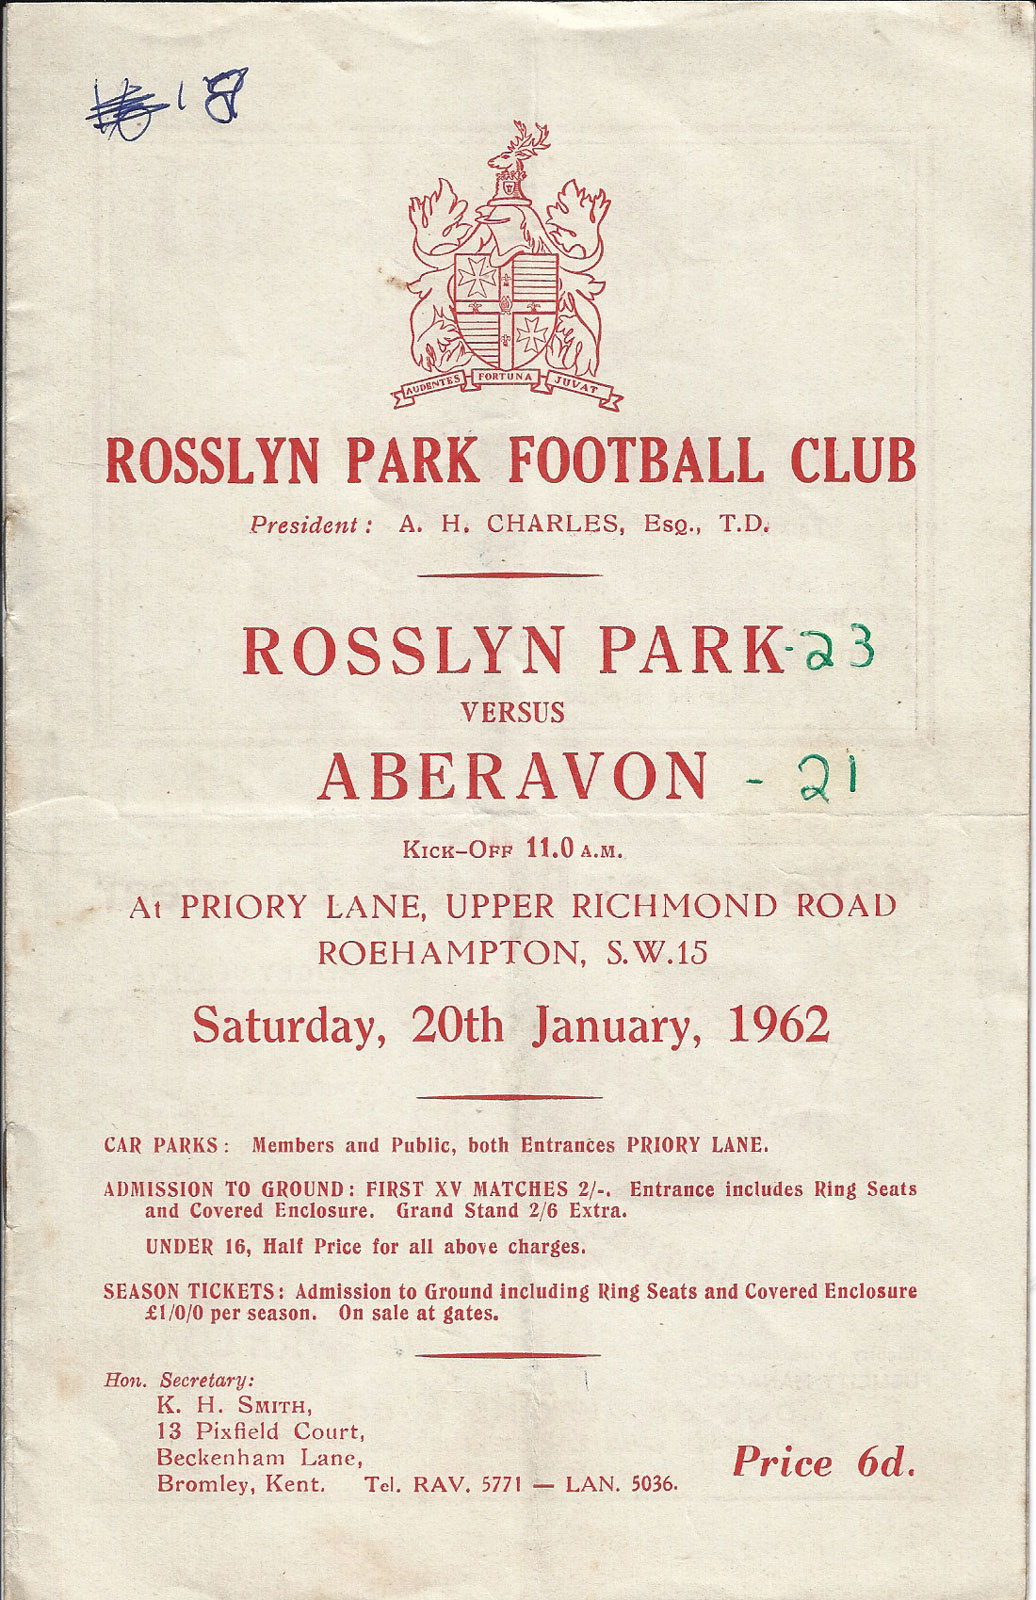 18
AUDENTES FORTUNA JUVAT
ROSSLYN PARK FOOTBALL CLUB
President: A. H. CHARLES, Esq., T.D.
ROSSLYN PARK - 23
VERSUS
ABERAVON - 21
KICK-OFF 11.0 A.M.
At PRIORY LANE, UPPER RICHMOND ROAD
ROEHAMPTON, S.W.15
Saturday, 20th January, 1962
CAR PARKS: Members and Public, both Entrances PRIORY LANE.
ADMISSION TO GROUND: FIRST XV MATCHES 2/-. Entrance includes Ring Seats
and Covered Enclosure. Grand Stand 2/6 Extra.
UNDER 16, Half Price for all above charges.
SEASON TICKETS: Admission to Ground including Ring Seats and Covered Enclosure
£1/0/0 per season. On sale at gates.
Hon. Secretary:
K. H. SMITH,
13 Pixfield Court,
Beckenham Lane,
Bromley, Kent. Tel. RAV. 5771 — LAN. 5036.
Price 6d.